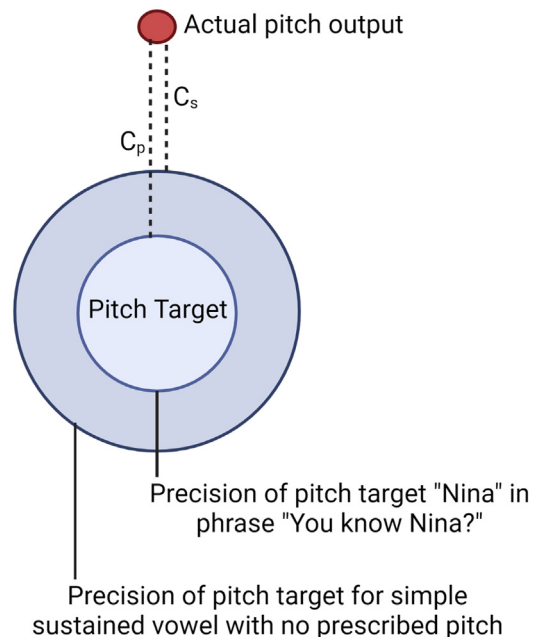 Actual pitch output
Cₛ
Cₚ
Pitch Target
Precision of pitch target "Nina" in
phrase "You know Nina?"
Precision of pitch target for simple
sustained vowel with no prescribed pitch